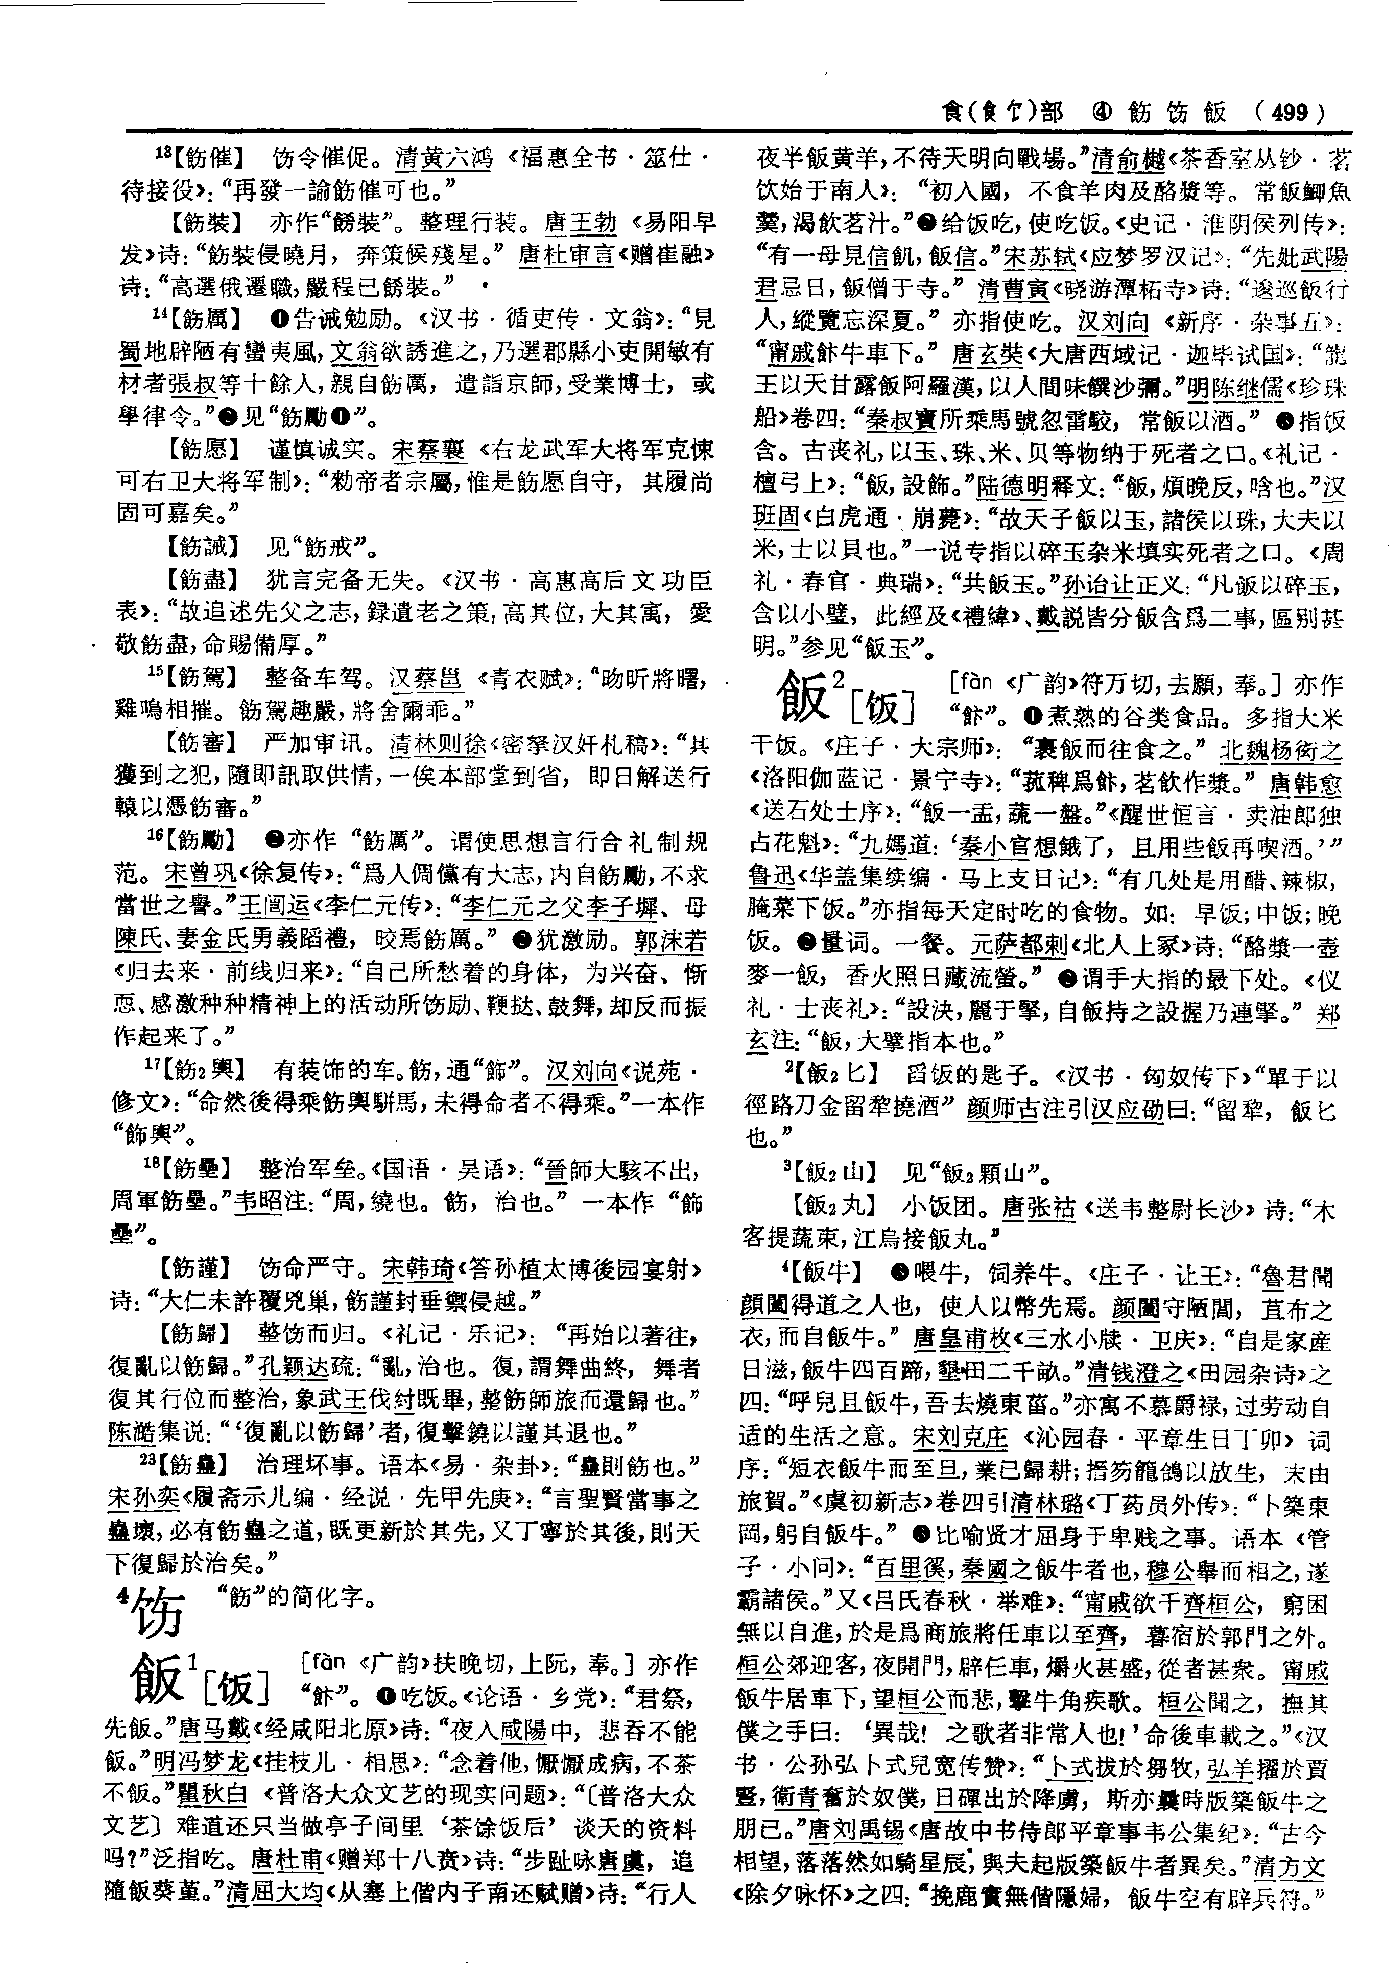 食(飠饣)部 ④ 飭 饬 飯 (499)
13【飭催】 饬令催促。清黄六鸿《福惠全书·筮仕·
待接役》：“再發一諭飭催可也。”
【飭裝】 亦作“餝裝”。整理行装。唐王勃《易阳早
发》诗：“飭裝侵曉月，奔策候殘星。” 唐杜审言《赠崔融》
诗：“高選俄遷職，嚴程已餝裝。”
14【飭厲】 ❶告诫勉励。《汉书·循吏传·文翁》：“見
蜀地辟陋有蠻夷風，文翁欲誘進之，乃選郡縣小吏開敏有
材者張叔等十餘人，親自飭厲，遣詣京師，受業博士，或
學律令。”❷见“飭勵❶”。
【飭愿】 谨慎诚实。宋蔡襄《右龙武军大将军克悚
可右卫大将军制》：“勑帝者宗屬，惟是飭愿自守，其履尚
固可嘉矣。”
【飭誡】 见“飭戒”。
【飭盡】 犹言完备无失。《汉书·高惠高后文功臣
表》：“故追述先父之志，録遺老之策，高其位，大其寓，愛
敬飭盡，命賜備厚。”
15【飭駕】 整备车驾。汉蔡邕《青衣赋》：“昒昕將曙，
雞鳴相摧。飭駕趣嚴，將舍爾乖。”
【飭審】 严加审讯。清林则徐《密拏汉奸札稿》：“其
獲到之犯，隨即訊取供情，一俟本部堂到省，即日解送行
轅以憑飭審。”
16【飭勵】 ❶亦作“飭厲”。谓使思想言行合礼制规
范。宋曾巩《徐复传》：“爲人倜儻有大志，内自飭勵，不求
當世之譽。”王闿运《李仁元传》：“李仁元之父李子墀、母
陳氏、妻金氏勇義蹈禮，晈焉飭厲。” ❷犹激励。郭沫若
《归去来·前线归来》：“自己所愁着的身体，为兴奋、惭
恧、感激种种精神上的活动所饬励、鞭挞、鼓舞，却反而振
作起来了。”
17【飭2輿】 有装饰的车。飭，通“飾”。汉刘向《说苑·
修文》：“命然後得乘飭輿駢馬，未得命者不得乘。”一本作
“飾輿”。
18【飭壘】 整治军垒。《国语·吴语》：“晉師大駭不出，
周軍飭壘。”韦昭注：“周，繞也。飭，治也。” 一本作“飾
壘”。
【飭謹】 饬命严守。宋韩琦《答孙植太博後园宴射》
诗：“大仁未許覆兇巢，飭謹封垂禦侵越。”
【飭歸】 整饬而归。《礼记·乐记》：“再始以著往，
復亂以飭歸。”孔颖达疏：“亂，治也。復，謂舞曲終，舞者
復其行位而整治，象武王伐紂既畢，整飭師旅而還歸也。”
陈澔集说：“‘復亂以飭歸’者，復擊鐃以謹其退也。”
23【飭蠱】 治理坏事。语本《易·杂卦》：“蠱則飭也。”
宋孙奕《履斋示儿编·经说·先甲先庚》：“言聖賢當事之
蠱壞，必有飭蠱之道，既更新於其先，又丁寧於其後，則天
下復歸於治矣。”
4饬 “飭”的简化字。
飯1［饭］ ［fàn《广韵》扶晚切，上阮，奉。］亦作
“飰”。❶吃饭。《论语·乡党》：“君祭，
先飯。”唐马戴《经咸阳北原》诗：“夜入咸陽中，悲吞不能
飯。”明冯梦龙《挂枝儿·相思》：“念着他，懨懨成病，不茶
不飯。”瞿秋白《普洛大众文艺的现实问题》：“〔普洛大众
文艺〕难道还只当做亭子间里‘茶馀饭后’谈天的资料
吗？”泛指吃。唐杜甫《赠郑十八贲》诗：“步趾咏唐虞，追
隨飯葵堇。”清屈大均《从塞上偕内子南还赋赠》诗：“行人
夜半飯黄羊，不待天明向戰場。”清俞樾《茶香室丛钞·茗
饮始于南人》：“初入國，不食羊肉及酪漿等。常飯鯽魚
羹，渴飲茗汁。”❷给饭吃，使吃饭。《史记·淮阴侯列传》：
“有一母見信飢，飯信。”宋苏轼《应梦罗汉记》：“先妣武陽
君忌日，飯僧于寺。” 清曹寅《晓游潭柘寺》诗：“逡巡飯行
人，縱覽忘深夏。” 亦指使吃。汉刘向《新序·杂事五》：
“甯戚飰牛車下。” 唐玄奘《大唐西域记·迦毕试国》：“龍
王以天甘露飯阿羅漢，以人間味饌沙彌。”明陈继儒《珍珠
船》卷四：“秦叔寶所乘馬號忽雷駮，常飯以酒。” ❸指饭
含。古丧礼，以玉、珠、米、贝等物纳于死者之口。《礼记·
檀弓上》：“飯，設飾。”陆德明释文：“飯，煩晚反，唅也。”汉
班固《白虎通·崩薨》：“故天子飯以玉，諸侯以珠，大夫以
米，士以貝也。”一说专指以碎玉杂米填实死者之口。《周
礼·春官·典瑞》：“共飯玉。”孙诒让正义：“凡飯以碎玉，
含以小璧，此經及《禮緯》、戴説皆分飯含爲二事，區别甚
明。”参见“飯玉”。
飯2［饭］ ［fàn《广韵》符万切，去願，奉。］亦作
“飰”。❶煮熟的谷类食品。多指大米
干饭。《庄子·大宗师》：“裹飯而往食之。” 北魏杨衒之
《洛阳伽蓝记·景宁寺》：“菰稗爲飰，茗飲作漿。” 唐韩愈
《送石处士序》：“飯一盂，蔬一盤。”《醒世恒言·卖油郎独
占花魁》：“九媽道：‘秦小官想餓了，且用些飯再喫酒。’”
鲁迅《华盖集续编·马上支日记》：“有几处是用醋、辣椒，
腌菜下饭。”亦指每天定时吃的食物。如：早饭；中饭；晚
饭。❷量词。一餐。元萨都剌《北人上冢》诗：“酪漿一壺
麥一飯，香火照日藏流螢。” ❸谓手大指的最下处。《仪
礼·士丧礼》：“設決，麗于掔，自飯持之設握乃連掔。” 郑
玄注：“飯，大擘指本也。”
2【飯2匕】 舀饭的匙子。《汉书·匈奴传下》“單于以
徑路刀金留犂撓酒” 颜师古注引汉应劭曰：“留犂，飯匕
也。”
3【飯2山】 见“飯2顆山”。
【飯2丸】 小饭团。唐张祜《送韦整尉长沙》诗：“木
客提蔬束，江烏接飯丸。”
4【飯牛】 ❶喂牛，饲养牛。《庄子·让王》：“魯君聞
顔闔得道之人也，使人以幣先焉。顔闔守陋閭，苴布之
衣，而自飯牛。” 唐皇甫枚《三水小牍·卫庆》：“自是家産
日滋，飯牛四百蹄，墾田二千畝。”清钱澄之《田园杂诗》之
四：“呼兒且飯牛，吾去燒東菑。”亦寓不慕爵禄，过劳动自
适的生活之意。宋刘克庄《沁园春·平章生日丁卯》词
序：“短衣飯牛而至旦，業已歸耕；搢笏籠鴿以放生，末由
旅賀。”《虞初新志》卷四引清林璐《丁药员外传》：“卜築東
岡，躬自飯牛。” ❷比喻贤才屈身于卑贱之事。语本《管
子·小问》：“百里徯，秦國之飯牛者也，穆公舉而相之，遂
霸諸侯。”又《吕氏春秋·举难》：“甯戚欲干齊桓公，窮困
無以自進，於是爲商旅將任車以至齊，暮宿於郭門之外。
桓公郊迎客，夜開門，辟任車，爝火甚盛，從者甚衆。甯戚
飯牛居車下，望桓公而悲，擊牛角疾歌。桓公聞之，撫其
僕之手曰：‘異哉！之歌者非常人也！’命後車載之。”《汉
书·公孙弘卜式兒宽传赞》：“卜式拔於芻牧，弘羊擢於賈
豎，衛青奮於奴僕，日磾出於降虜，斯亦曩時版築飯牛之
朋已。”唐刘禹锡《唐故中书侍郎平章事韦公集纪》：“古今
相望，落落然如騎星辰，與夫起版築飯牛者異矣。”清方文
《除夕咏怀》之四：“挽鹿實無偕隱婦，飯牛空有辟兵符。”